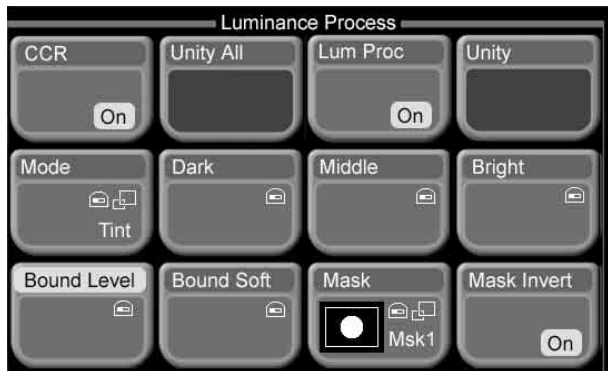 Luminance Process
CCR
Unity All
Lum Proc
Unity
On
On
Mode
Dark
Middle
Bright
Tint
Bound Level
Bound Soft
Mask
Mask Invert
Msk1
On